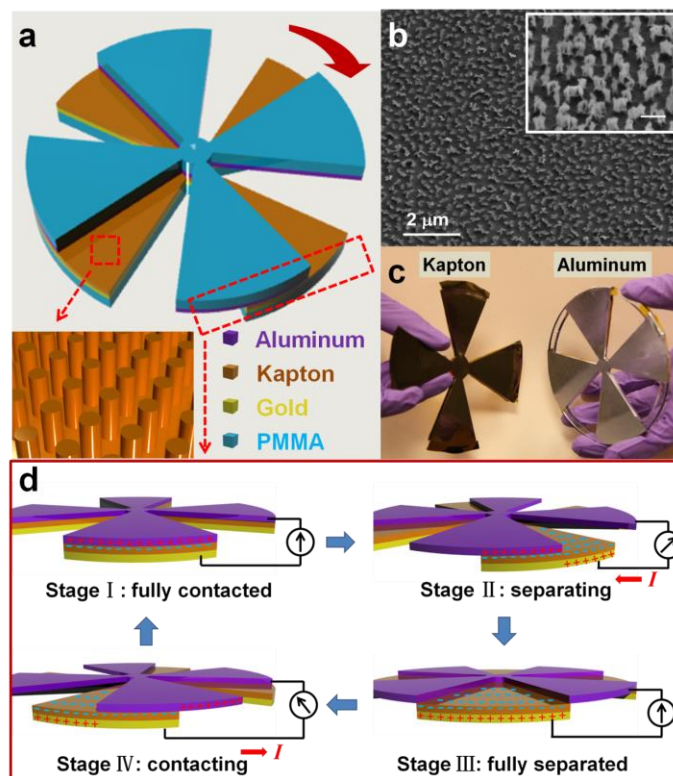 a
Aluminum
Kapton
Gold
PMMA
b
2 μm
c
Kapton
Aluminum
d
Stage Ⅰ: fully contacted
Stage Ⅱ: separating
I
Stage Ⅳ: contacting
I
Stage Ⅲ: fully separated